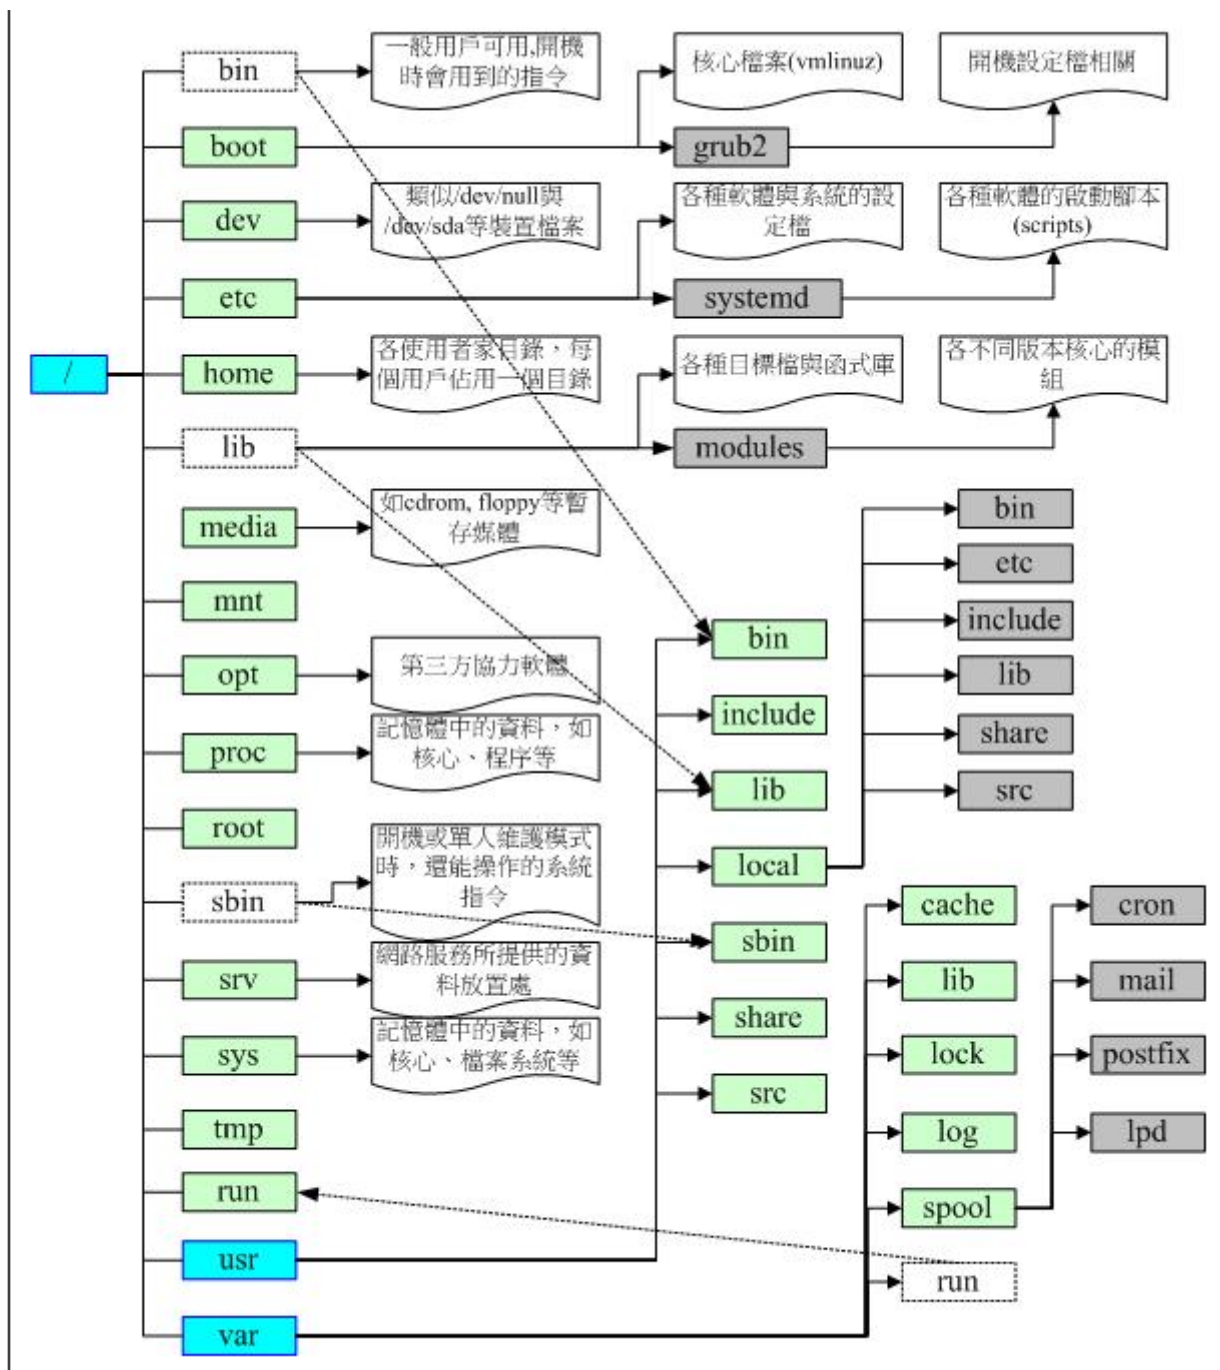 /
bin
一般用戶可用,開機
時會用到的指令
boot
核心檔案(vmlinuz)
grub2
開機設定檔相關
dev
類似/dev/null與
/dev/sda等裝置檔案
etc
各種軟體與系統的設
定檔
systemd
各種軟體的啟動腳本
(scripts)
home
各使用者家目錄，每
個用戶佔用一個目錄
lib
各種目標檔與函式庫
modules
各不同版本核心的模
組
media
如cdrom, floppy等暫
存媒體
mnt
opt
第三方協力軟體
proc
記憶體中的資料，如
核心、程序等
root
sbin
開機或單人維護模式
時，還能操作的系統
指令
srv
網路服務所提供的資
料放置處
sys
記憶體中的資料，如
核心、檔案系統等
tmp
run
usr
bin
include
lib
local
bin
etc
include
lib
share
src
sbin
share
src
var
cache
lib
lock
log
spool
cron
mail
postfix
lpd
run